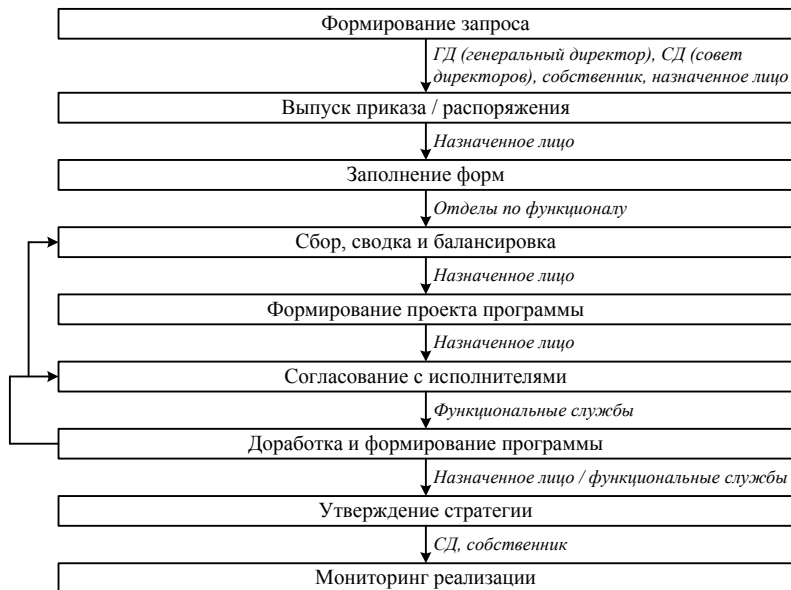 Формирование запроса
ГД (генеральный директор), СД (совет
директоров), собственник, назначенное лицо
Выпуск приказа / распоряжения
Назначенное лицо
Заполнение форм
Отделы по функционалу
Сбор, сводка и балансировка
Назначенное лицо
Формирование проекта программы
Назначенное лицо
Согласование с исполнителями
Функциональные службы
Доработка и формирование программы
Назначенное лицо / функциональные службы
Утверждение стратегии
СД, собственник
Мониторинг реализации